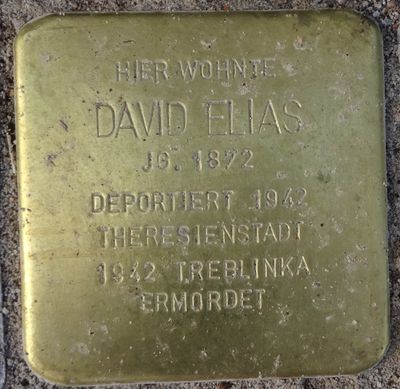 HIER WOHNTE
DAVID ELIAS
JG. 1872
DEPORTIERT 1942
THERESIENSTADT
1942 TREBLINKA
ERMORDET